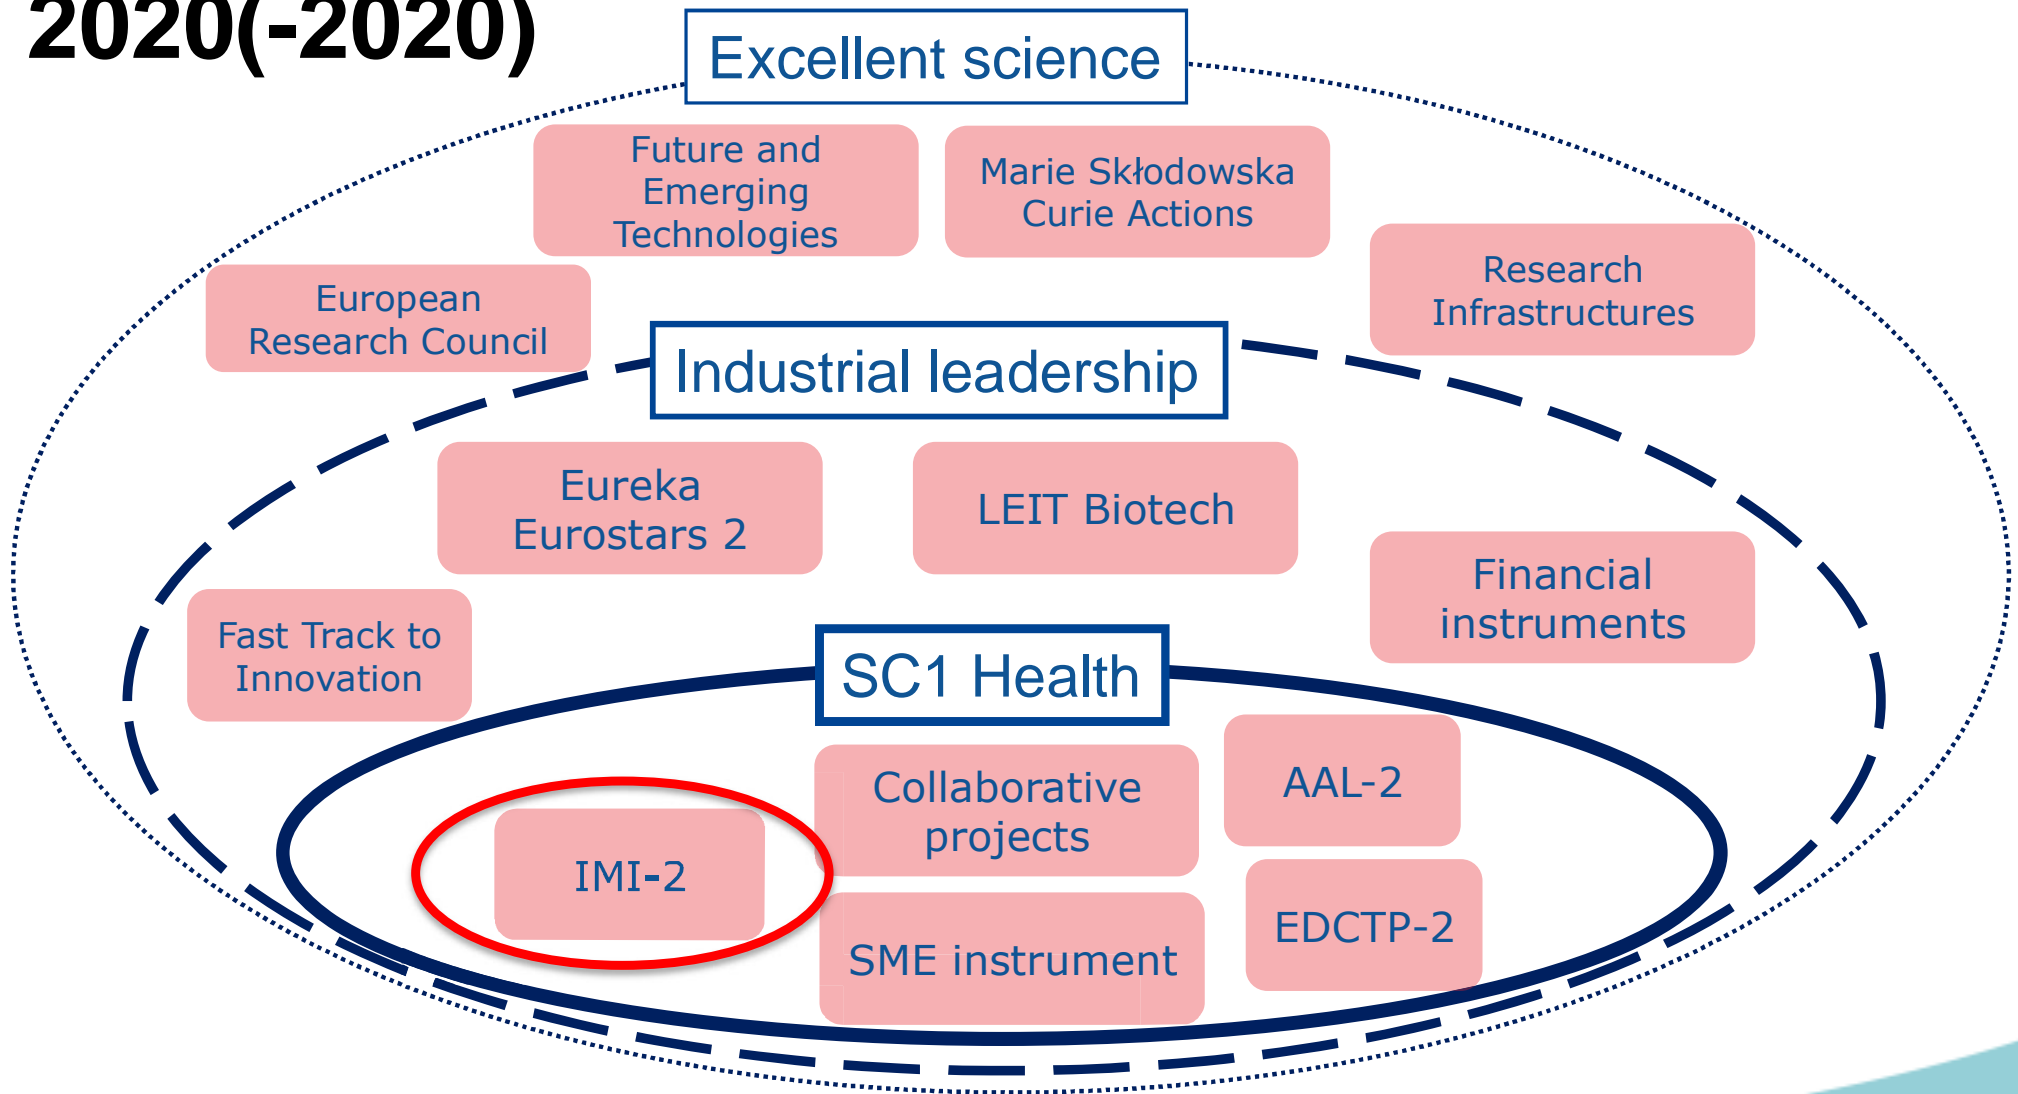 2020(-2020)
Excellent science
Future and
Emerging
Technologies
Marie Skłodowska
Curie Actions
Research
Infrastructures
European
Research Council
Industrial leadership
Eureka
Eurostars 2
LEIT Biotech
Financial
instruments
Fast Track to
Innovation
SC1 Health
Collaborative
projects
AAL-2
IMI-2
EDCTP-2
SME instrument